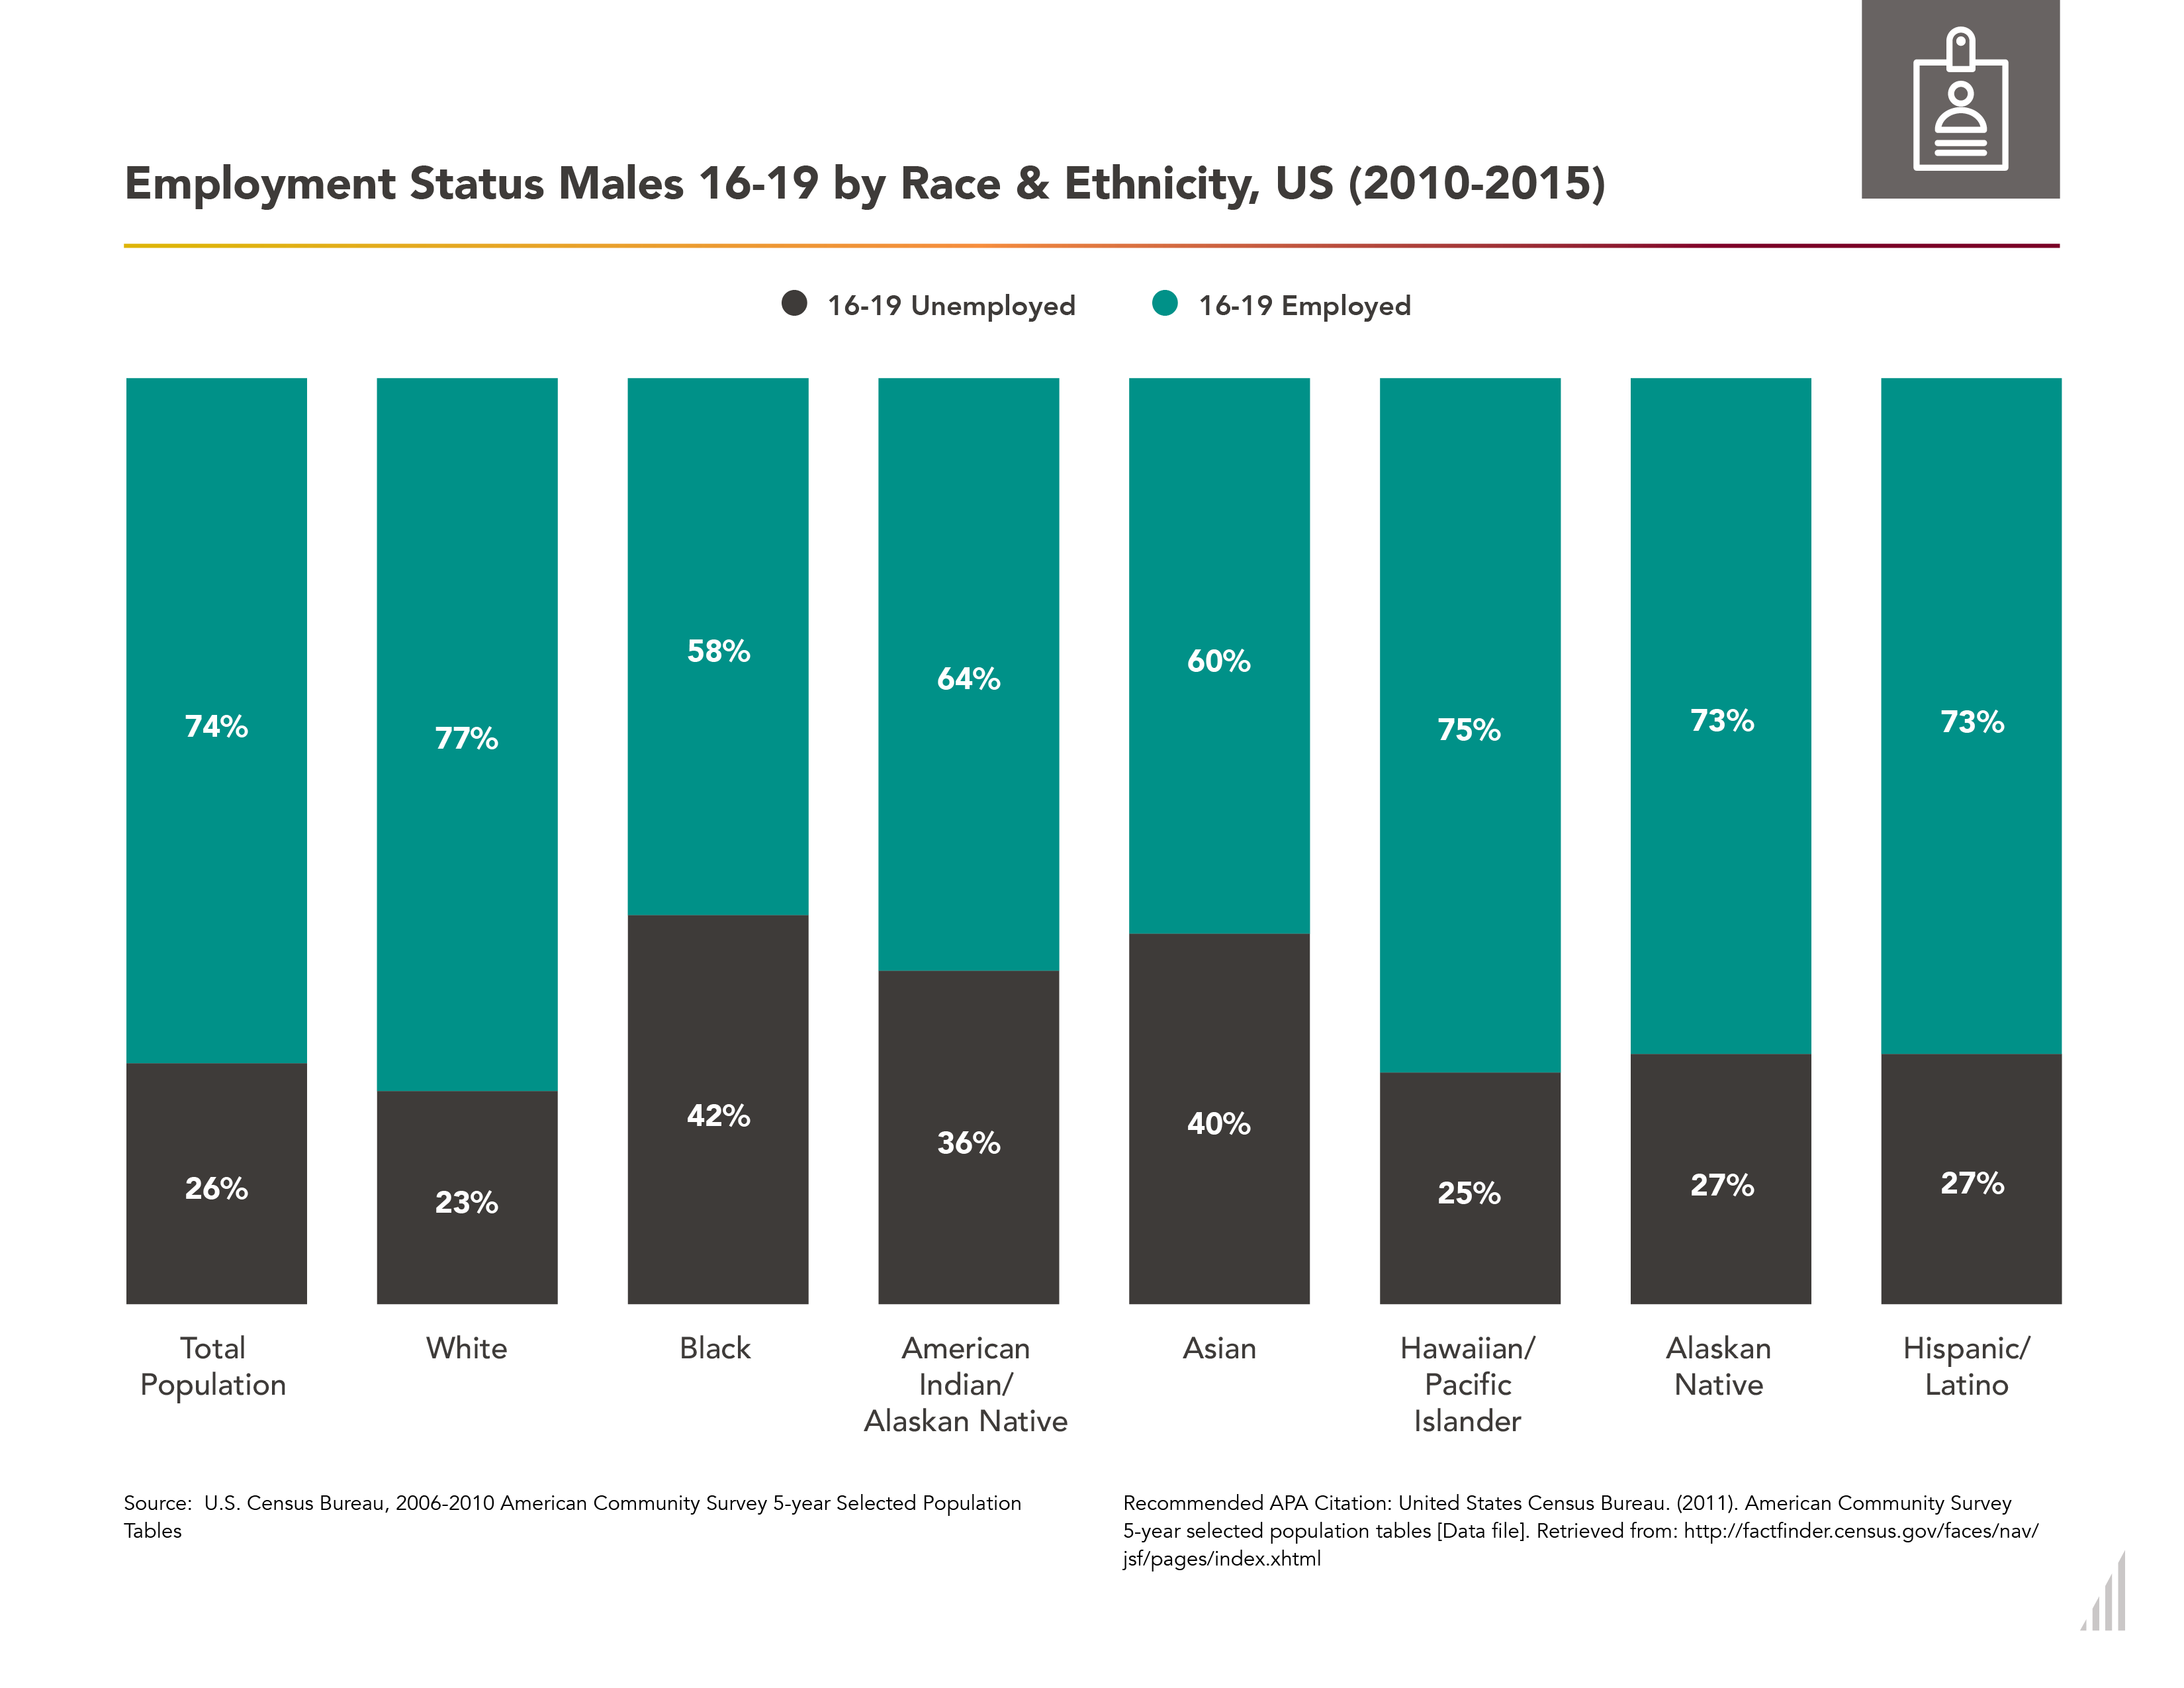 Employment Status Males 16-19 by Race & Ethnicity, US (2010-2015)
16-19 Unemployed
16-19 Employed
74%
77%
58%
64%
60%
75%
73%
73%
26%
23%
42%
36%
40%
25%
27%
27%
Total
Population
White
Black
American
Indian/
Alaskan Native
Asian
Hawaiian/
Pacific
Islander
Alaskan
Native
Hispanic/
Latino
Source:  U.S. Census Bureau, 2006-2010 American Community Survey 5-year Selected Population
Tables
Recommended APA Citation: United States Census Bureau. (2011). American Community Survey
5-year selected population tables [Data file]. Retrieved from: http://factfinder.census.gov/faces/nav/
jsf/pages/index.xhtml